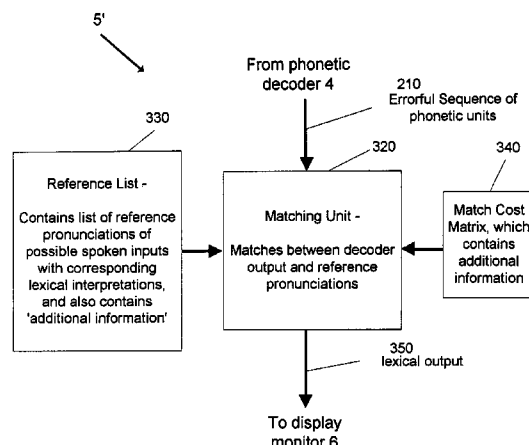 5'
From phonetic
decoder 4
210
Errorful Sequence of
phonetic units
330
320
340
Reference List -
Contains list of reference
pronunciations of
possible spoken inputs
with corresponding
lexical interpretations,
and also contains
'additional information'
Matching Unit -
Matches between decoder
output and reference
pronunciations
Match Cost
Matrix, which
contains
additional
information
350
lexical output
To display
monitor 6